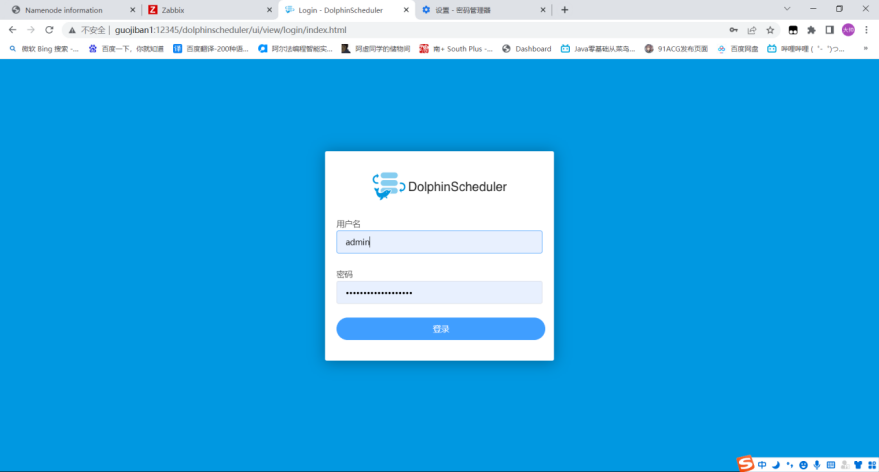 Namenode information
Zabbix
Login - DolphinScheduler
设置 - 密码管理器
不安全 | guojiban1:12345/dolphinscheduler/ui/view/login/index.html
大帅
微软 Bing 搜索 -...
百度一下，你就知道
百度翻译-200种语...
阿尔法编程智能实...
阿虚同学的储物间
南+ South Plus -...
Dashboard
Java零基础从菜鸟...
91ACG发布页面
百度网盘
哔哩哔哩 (゜-゜)つ...
»
DolphinScheduler
用户名
admin
密码
•••••••••••••••••••
登录
中